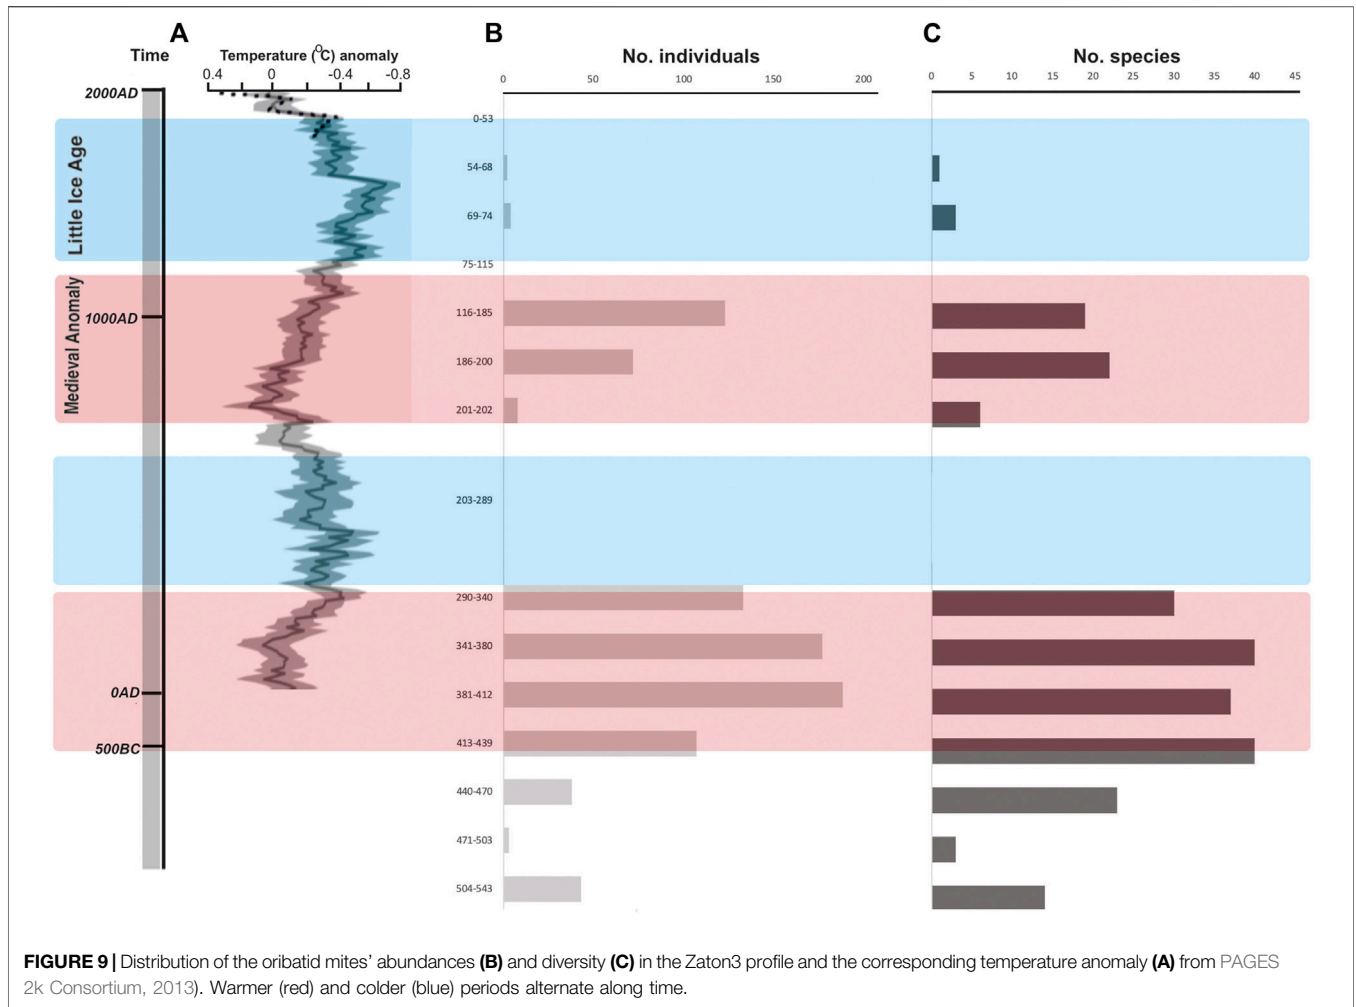 A
B
C
Time
Temperature (°C) anomaly
No. individuals
No. species
0.4 0 -0.4 -0.8
0 50 100 150 200
0 5 10 15 20 25 30 35 40 45
2000AD
1000AD
0AD
500BC
Little Ice Age
Medieval Anomaly
0-53
54-68
69-74
75-115
116-185
186-200
201-202
203-289
290-340
341-380
381-412
413-439
440-470
471-503
504-543
FIGURE 9 | Distribution of the oribatid mites’ abundances (B) and diversity (C) in the Zaton3 profile and the corresponding temperature anomaly (A) from PAGES
2k Consortium, 2013). Warmer (red) and colder (blue) periods alternate along time.